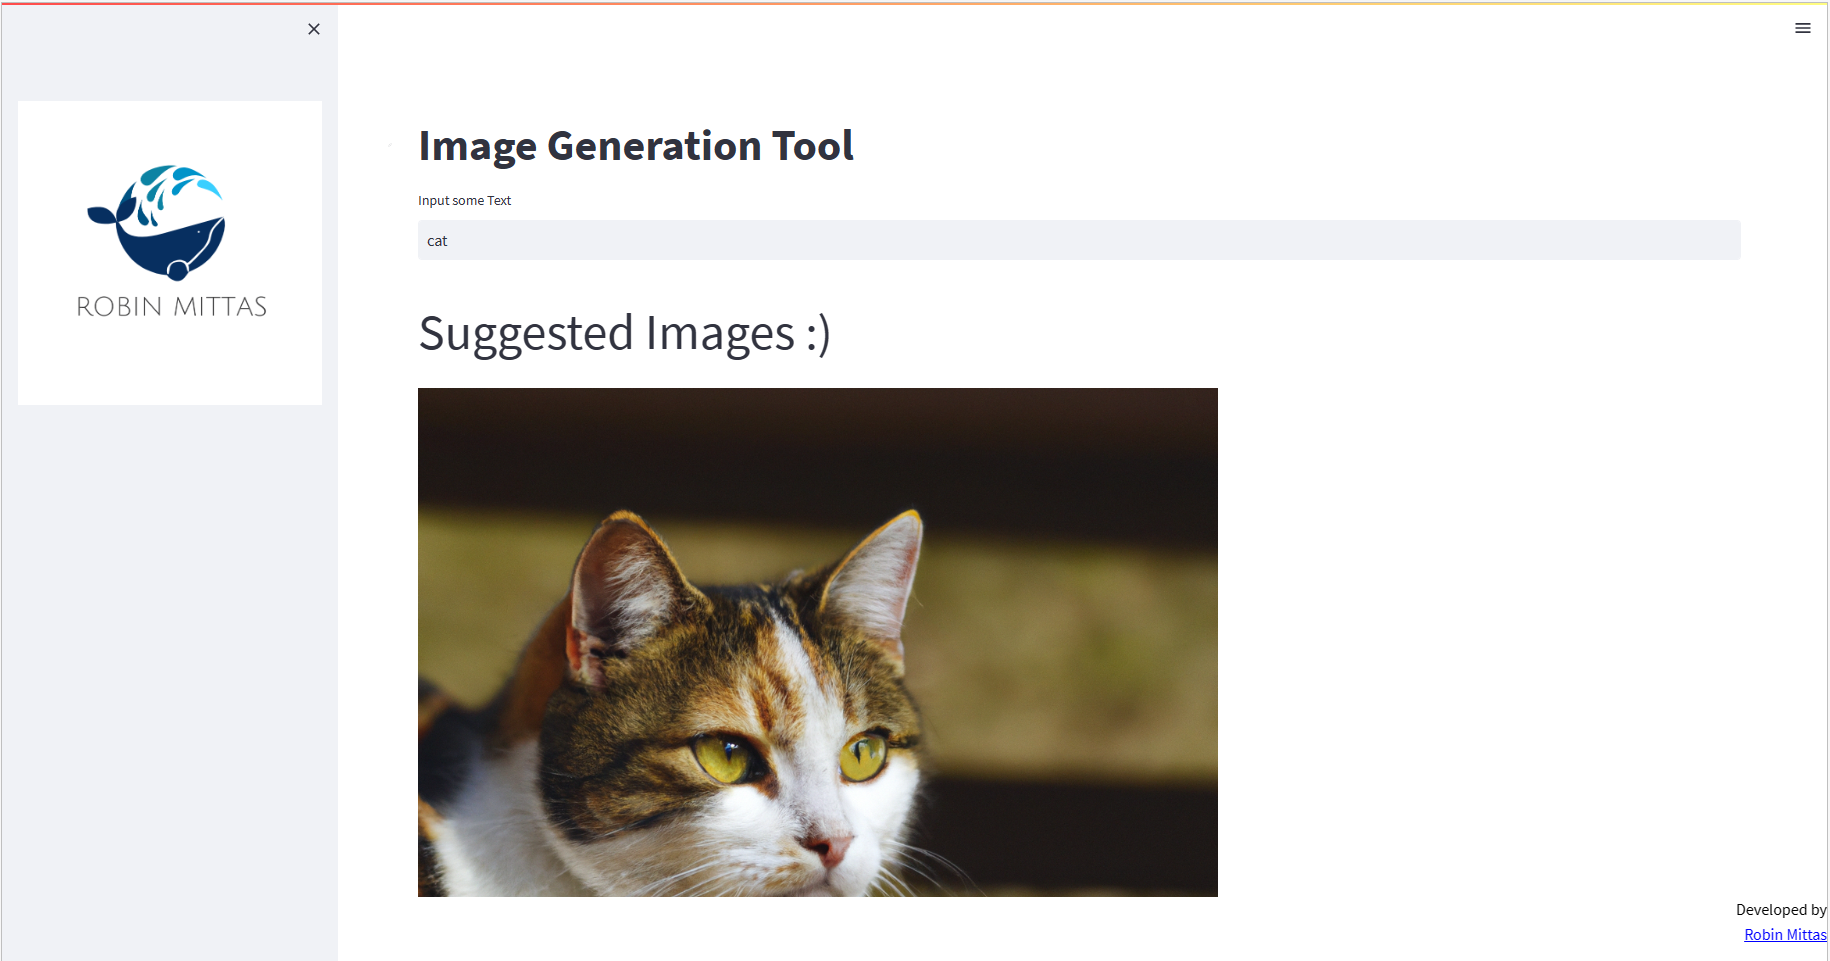 ROBIN MITTAS
Image Generation Tool
Input some Text
cat
Suggested Images :)
Developed by
Robin Mittas